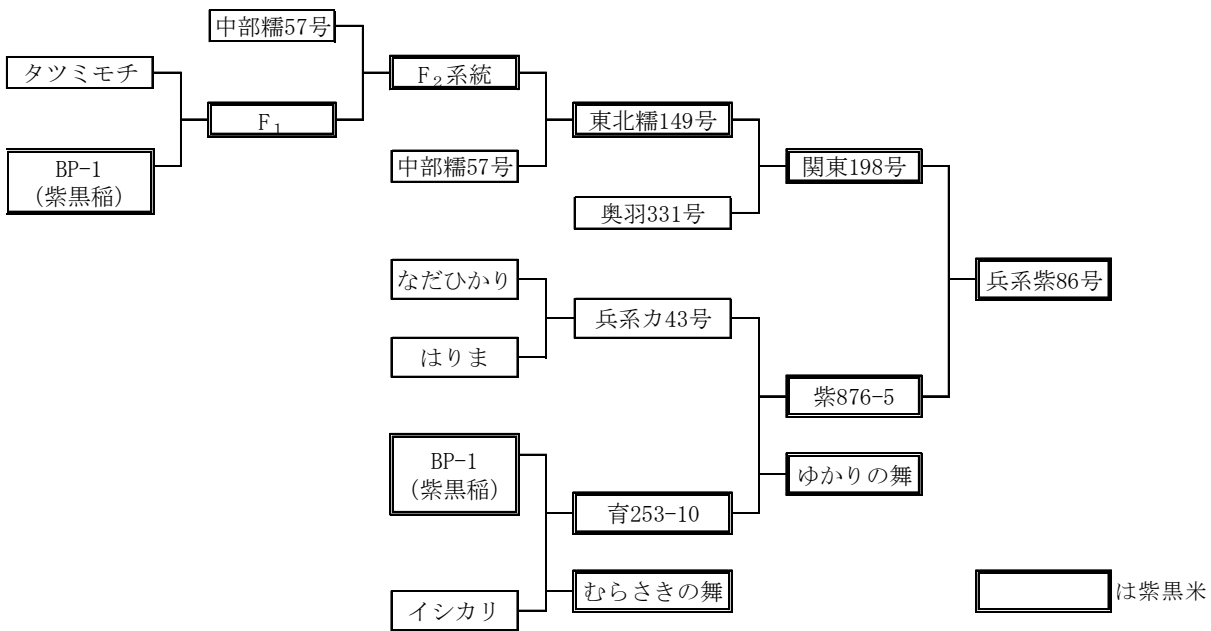 中部糯57号
タツミモチ
F₂系統
F₁
東北糯149号
BP-1
(紫黒稲)
中部糯57号
関東198号
奥羽331号
なだひかり
兵系紫86号
兵系カ43号
はりま
紫876-5
BP-1
(紫黒稲)
ゆかりの舞
育253-10
むらさきの舞
は紫黒米
イシカリ